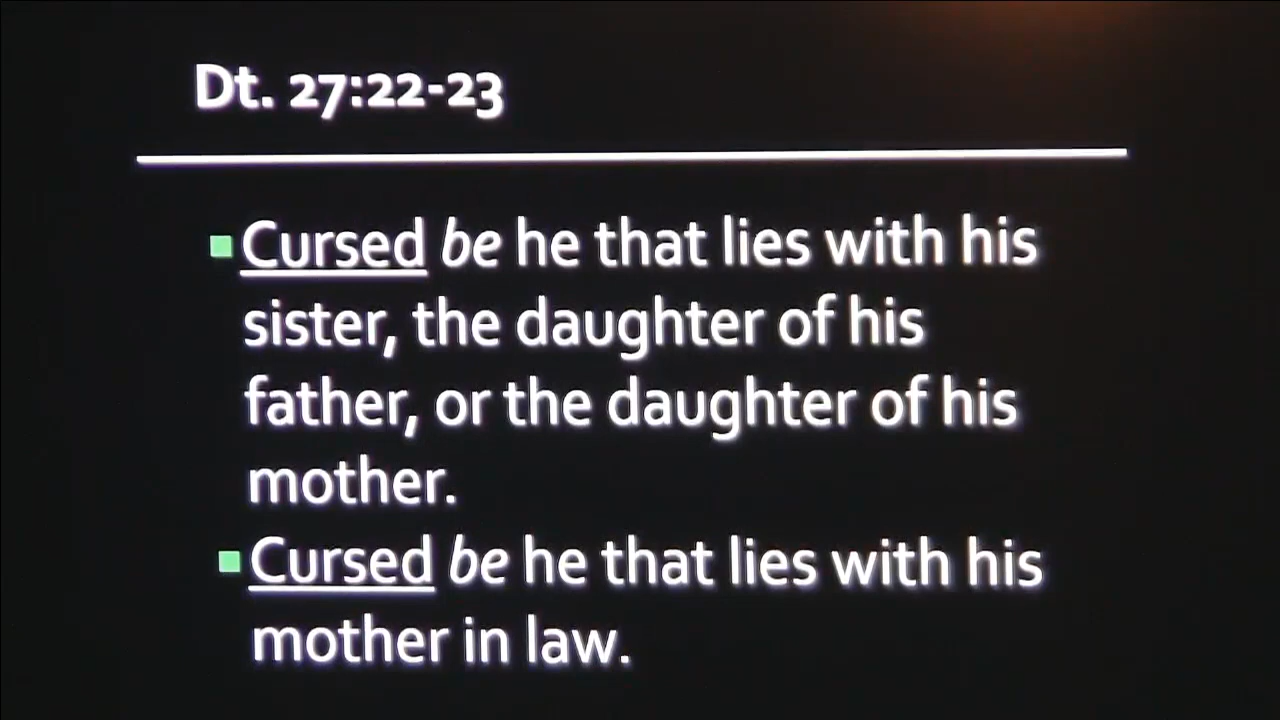 Dt. 27:22-23
Cursed be he that lies with his
sister, the daughter of his
father, or the daughter of his
mother.
Cursed be he that lies with his
mother in law.